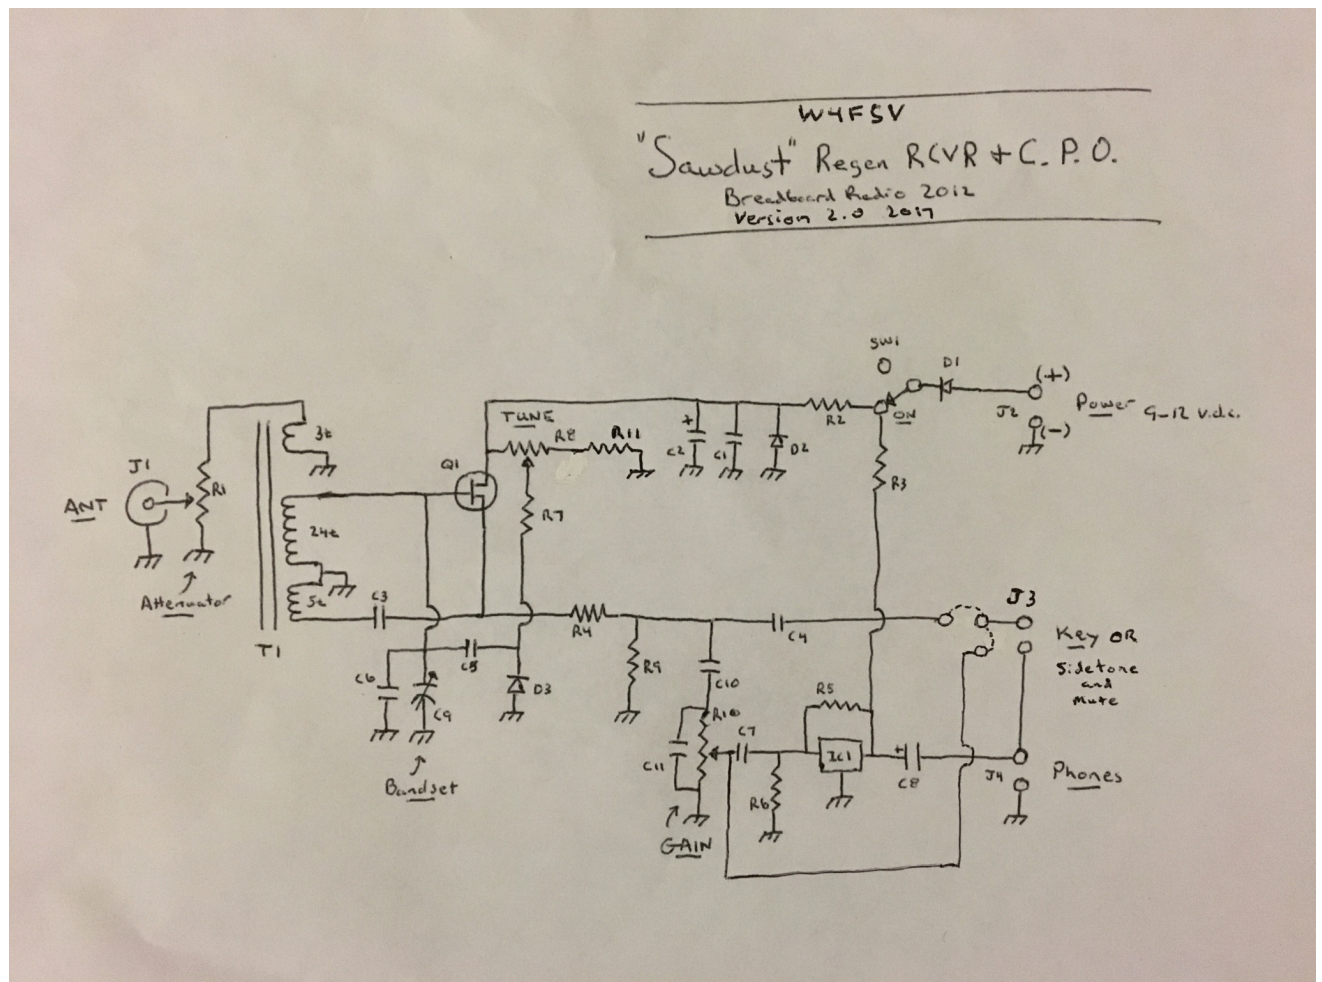 W4FSV
"Sawdust" Regen RCVR + C.P.O.
Breadboard Radio 2012
Version 2.0 2017
SW1
D1
(+)
J2
Power 9-12 v.d.c.
(-)
ON
R2
TUNE
R8
R11
+
C2
C1
D2
3t
J1
R1
Q1
R3
ANT
R7
24t
Attenuator
5t
C3
T1
R4
C4
J3
Key OR
Sidetone
and
Mute
C5
R9
C10
C6
C9
D3
R5
R10
C7
C11
IC1
+
C8
J4
Phones
Bandset
R6
GAIN